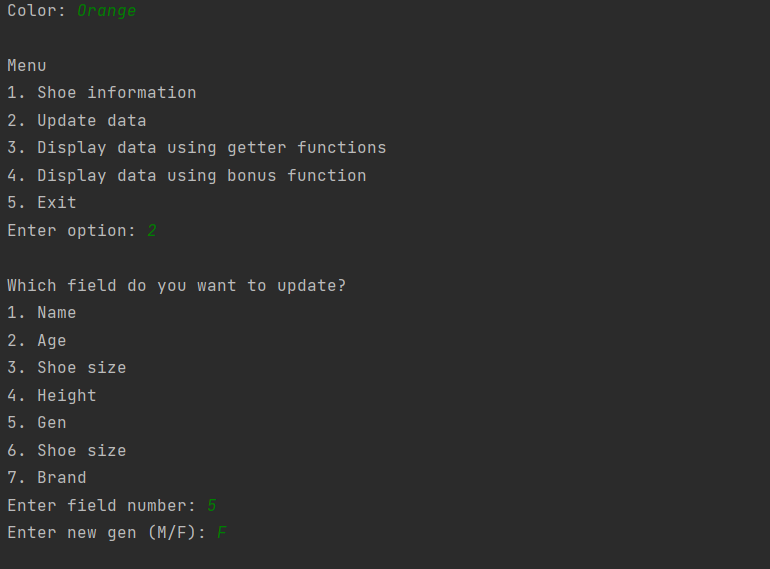 Color: Orange
Menu
1. Shoe information
2. Update data
3. Display data using getter functions
4. Display data using bonus function
5. Exit
Enter option: 2
Which field do you want to update?
1. Name
2. Age
3. Shoe size
4. Height
5. Gen
6. Shoe size
7. Brand
Enter field number: 5
Enter new gen (M/F): F